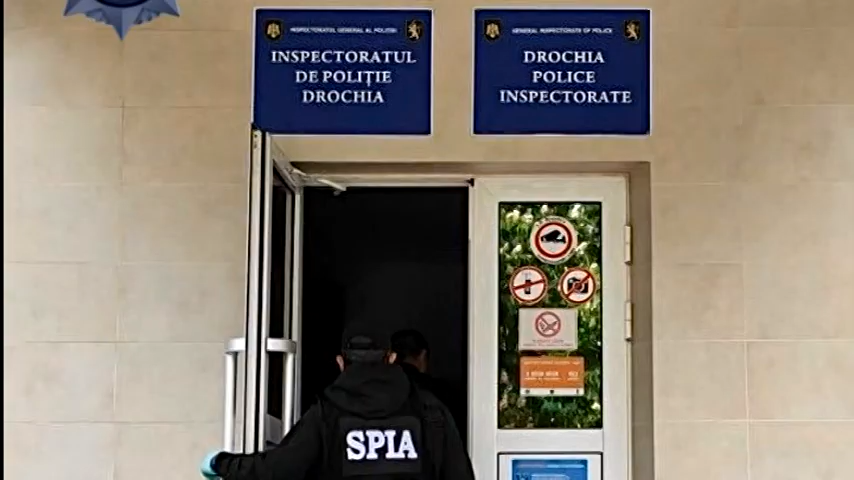 INSPECTORATUL GENERAL AL POLIȚIEI
INSPECTORATUL
DE POLIȚIE
DROCHIA
GENERAL INSPECTORATE OF POLICE
DROCHIA
POLICE
INSPECTORATE
SPIA